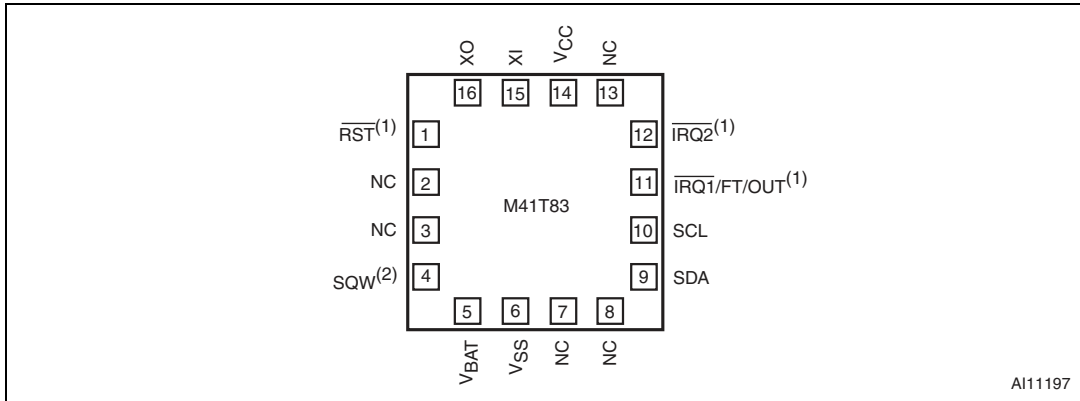 XO XI VCC NC
16 15 14 13
RST(1) 1 12 IRQ2(1)
NC 2 11 IRQ1/FT/OUT(1)
M41T83
NC 3 10 SCL
SQW(2) 4 9 SDA
5 6 7 8
VBAT VSS NC NC
AI11197